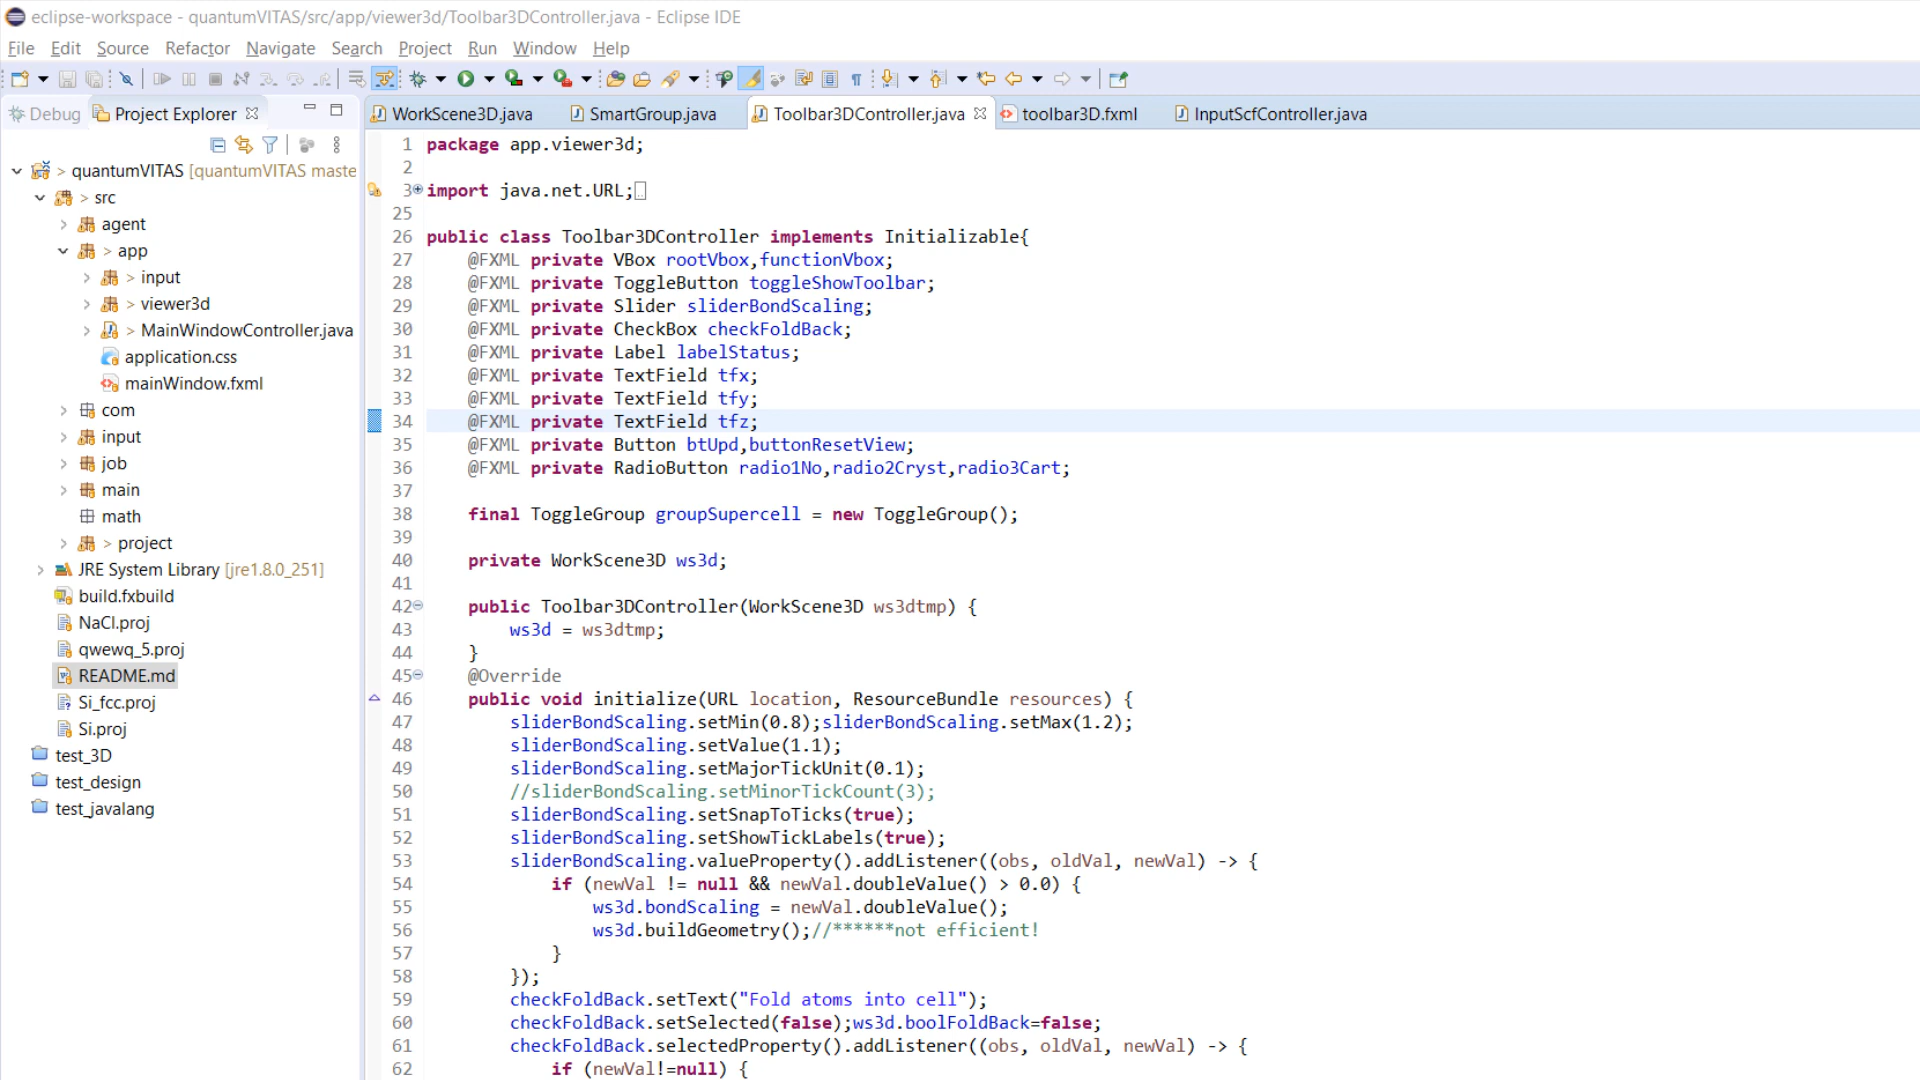 eclipse-workspace - quantumVITAS/src/app/viewer3d/Toolbar3DController.java - Eclipse IDE
File Edit Source Refactor Navigate Search Project Run Window Help
Debug Project Explorer
WorkScene3D.java SmartGroup.java Toolbar3DController.java toolbar3D.fxml InputScfController.java
> quantumVITAS [quantumVITAS maste
> src
agent
> app
> input
> viewer3d
> MainWindowController.java
application.css
mainWindow.fxml
com
input
job
main
math
> project
JRE System Library [jre1.8.0_251]
build.fxbuild
NaCl.proj
qwewq_5.proj
README.md
Si_fcc.proj
Si.proj
test_3D
test_design
test_javalang
1 package app.viewer3d;
2
3 import java.net.URL;
25
26 public class Toolbar3DController implements Initializable{
27 @FXML private VBox rootVbox,functionVbox;
28 @FXML private ToggleButton toggleShowToolbar;
29 @FXML private Slider sliderBondScaling;
30 @FXML private CheckBox checkFoldBack;
31 @FXML private Label labelStatus;
32 @FXML private TextField tfx;
33 @FXML private TextField tfy;
34 @FXML private TextField tfz;
35 @FXML private Button btUpd,buttonResetView;
36 @FXML private RadioButton radio1No,radio2Cryst,radio3Cart;
37
38 final ToggleGroup groupSupercell = new ToggleGroup();
39
40 private WorkScene3D ws3d;
41
42 public Toolbar3DController(WorkScene3D ws3dtmp) {
43 ws3d = ws3dtmp;
44 }
45 @Override
46 public void initialize(URL location, ResourceBundle resources) {
47 sliderBondScaling.setMin(0.8);sliderBondScaling.setMax(1.2);
48 sliderBondScaling.setValue(1.1);
49 sliderBondScaling.setMajorTickUnit(0.1);
50 //sliderBondScaling.setMinorTickCount(3);
51 sliderBondScaling.setSnapToTicks(true);
52 sliderBondScaling.setShowTickLabels(true);
53 sliderBondScaling.valueProperty().addListener((obs, oldVal, newVal) -> {
54 if (newVal != null && newVal.doubleValue() > 0.0) {
55 ws3d.bondScaling = newVal.doubleValue();
56 ws3d.buildGeometry();//******not efficient!
57 }
58 });
59 checkFoldBack.setText("Fold atoms into cell");
60 checkFoldBack.setSelected(false);ws3d.boolFoldBack=false;
61 checkFoldBack.selectedProperty().addListener((obs, oldVal, newVal) -> {
62 if (newVal!=null) {